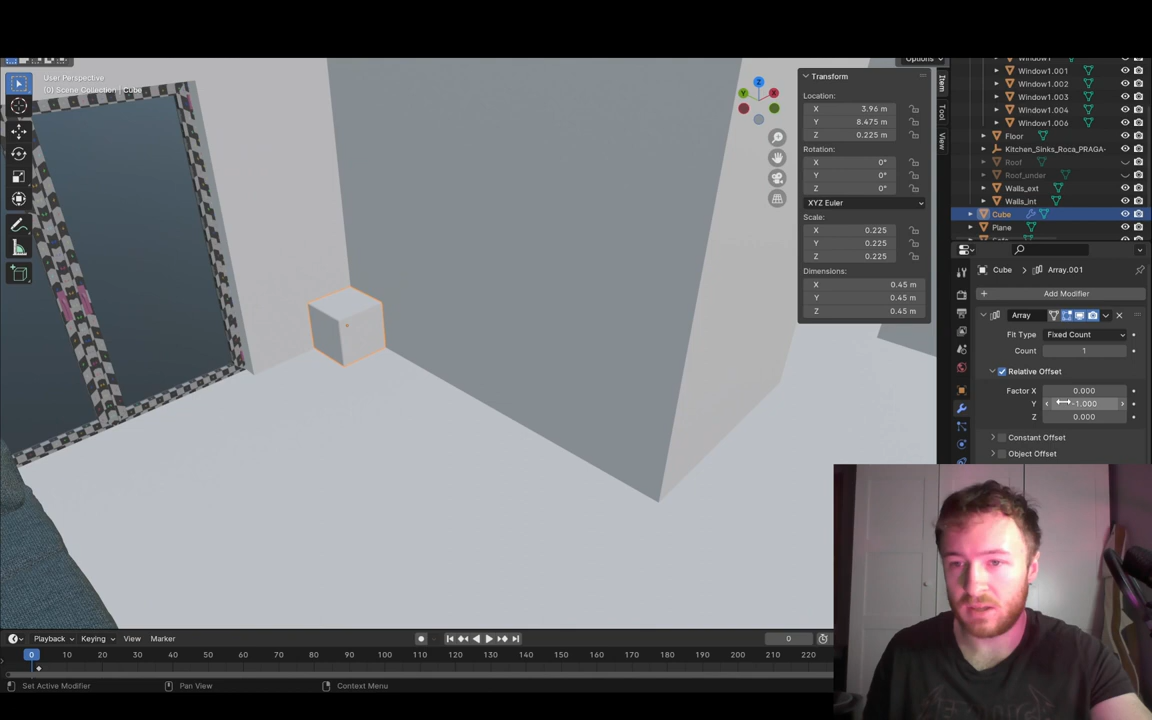 Options
User Perspective
(0) Scene Collection | Cube
Z
Y
X
Transform
Location:
X 3.96 m
Y 8.475 m
Z 0.225 m
Rotation:
X 0°
Y 0°
Z 0°
XYZ Euler
Scale:
X 0.225
Y 0.225
Z 0.225
Dimensions:
X 0.45 m
Y 0.45 m
Z 0.45 m
Item
Tool
View
Window1.001
Window1.002
Window1.003
Window1.004
Window1.006
Floor
Kitchen_Sinks_Roca_PRAGA-
Roof
Roof_under
Walls_ext
Walls_int
Cube
Plane
Cube > Array.001
+ Add Modifier
Array
Fit Type Fixed Count
Count 1
Relative Offset
Factor X 0.000
Y -1.000
Z 0.000
Constant Offset
Object Offset
Playback Keying View Marker
0
0 10 20 30 40 50 60 70 80 90 100 110 120 130 140 150 160 170 180 190 200 210 220
Set Active Modifier
Pan View
Context Menu